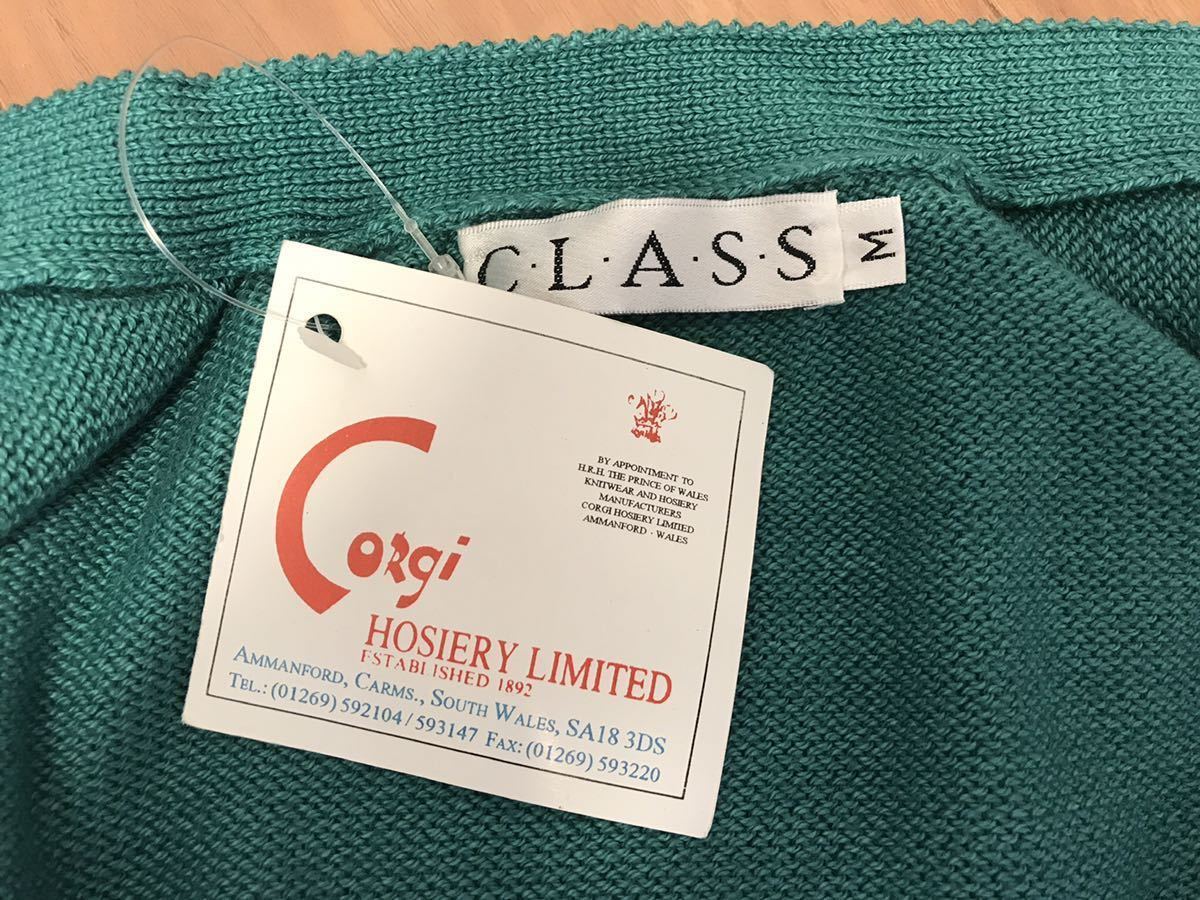 C·L·A·S·S
M
BY APPOINTMENT TO
H.R.H. THE PRINCE OF WALES
KNITWEAR AND HOSIERY
MANUFACTURERS
CORGI HOSIERY LIMITED
AMMANFORD · WALES
Corgi
HOSIERY LIMITED
ESTABLISHED 1892
AMMANFORD, CARMS., SOUTH WALES, SA18 3DS
TEL.: (01269) 592104 / 593147 FAX: (01269) 593220